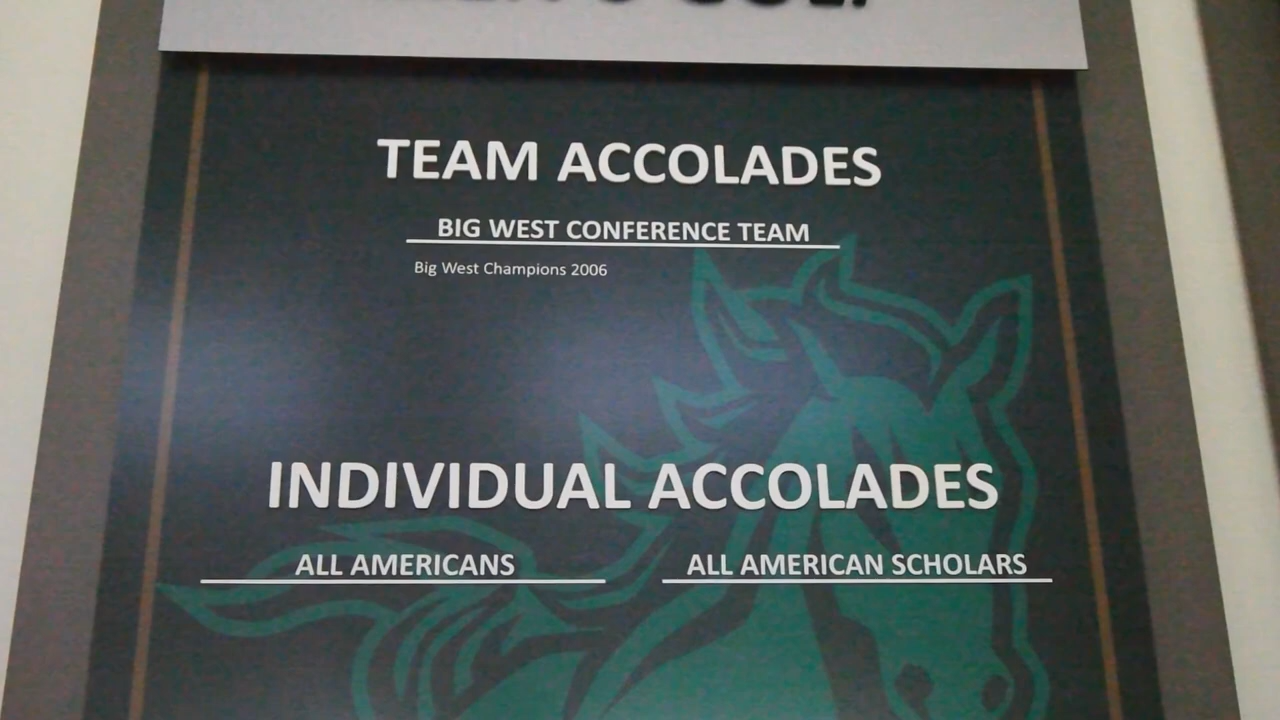 TEAM ACCOLADES
BIG WEST CONFERENCE TEAM
Big West Champions 2006
INDIVIDUAL ACCOLADES
ALL AMERICANS
ALL AMERICAN SCHOLARS